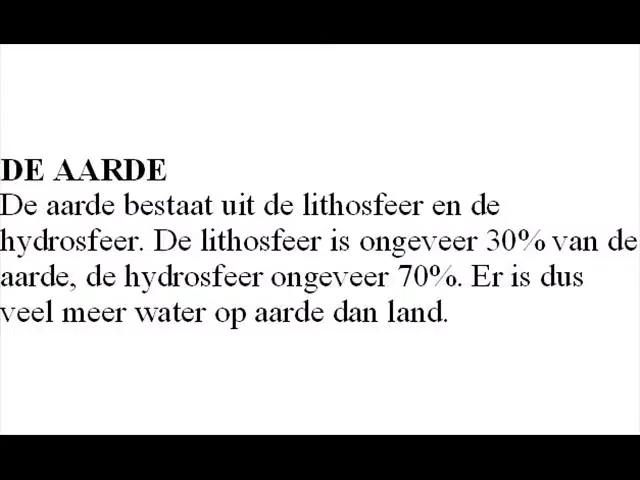 DE AARDE
De aarde bestaat uit de lithosfeer en de
hydrosfeer. De lithosfeer is ongeveer 30% van de
aarde, de hydrosfeer ongeveer 70%. Er is dus
veel meer water op aarde dan land.